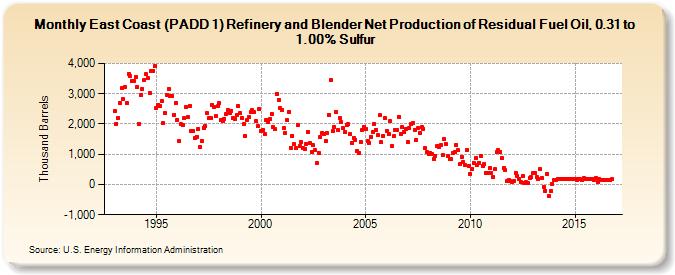 Monthly East Coast (PADD 1) Refinery and Blender Net Production of Residual Fuel Oil, 0.31 to
1.00% Sulfur
Thousand Barrels
4,000
3,000
2,000
1,000
0
-1,000
1995
2000
2005
2010
2015
Source: U.S. Energy Information Administration